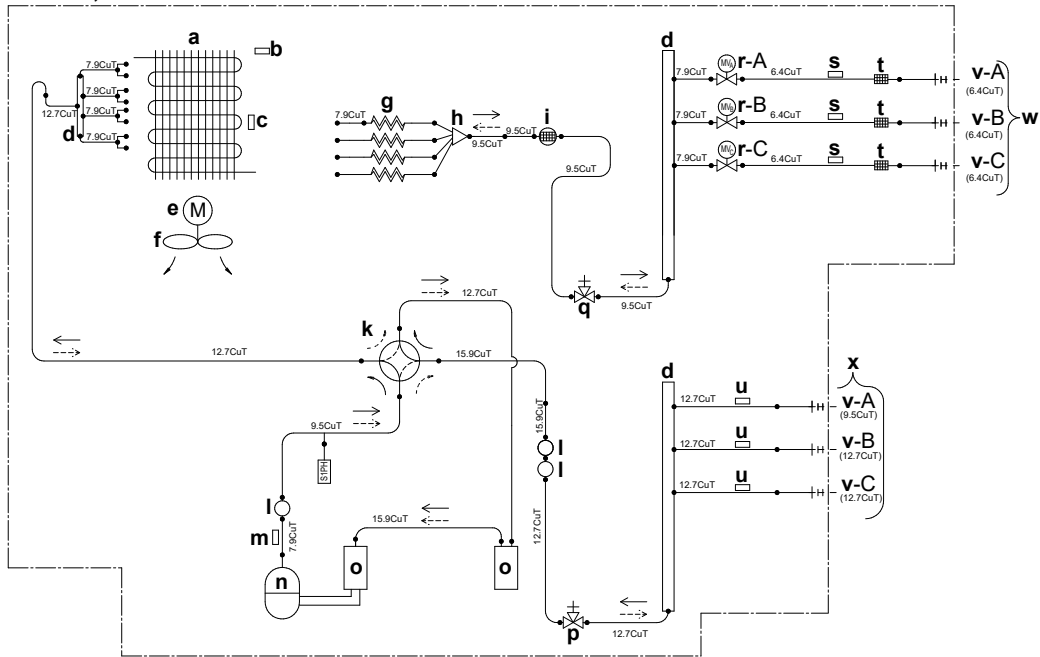 a
b
7.9CuT
7.9CuT
7.9CuT
7.9CuT
12.7CuT
d
c
e M
f
g
7.9CuT
h
9.5CuT
9.5CuT
i
9.5CuT
d
7.9CuT
MVA
r-A
6.4CuT
s
t
v-A
(6.4CuT)
7.9CuT
MVB
r-B
6.4CuT
s
t
v-B
(6.4CuT)
w
7.9CuT
MVC
r-C
6.4CuT
s
t
v-C
(6.4CuT)
q
9.5CuT
12.7CuT
k
12.7CuT
15.9CuT
9.5CuT
S1PH
l
m
7.9CuT
n
15.9CuT
o
o
15.9CuT
l
l
12.7CuT
p
12.7CuT
d
x
12.7CuT
u
v-A
(9.5CuT)
12.7CuT
u
v-B
(12.7CuT)
12.7CuT
u
v-C
(12.7CuT)